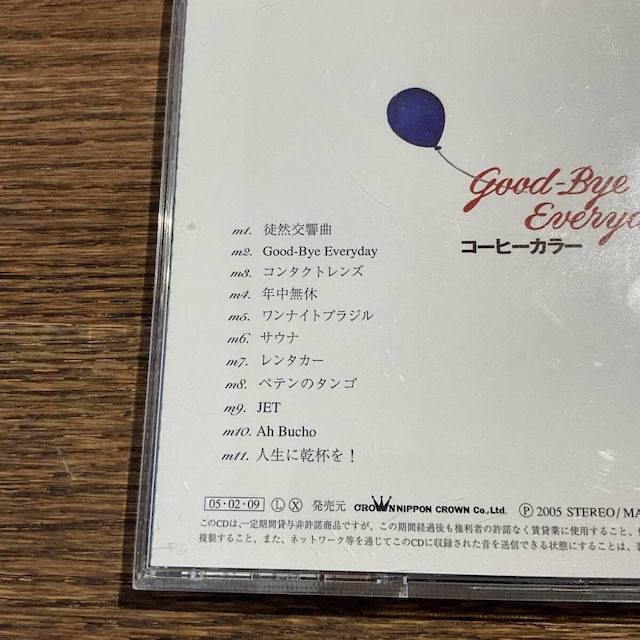 Good-Bye
Everyda
コーヒーカラー
m1. 徒然交響曲
m2. Good-Bye Everyday
m3. コンタクトレンズ
m4. 年中無休
m5. ワンナイトブラジル
m6. サウナ
m7. レンタカー
m8. ペテンのタンゴ
m9. JET
m10. Ah Bucho
m11. 人生に乾杯を!
05・02・09 Ⓛ Ⓧ 発売元 CROWN NIPPON CROWN Co.,Ltd. Ⓟ 2005 STEREO/MA
このCDは、一定期間貸与非許諾商品ですが、この期間経過後も権利者の許諾なく賃貸業に使用すること、
複製すること、また、ネットワーク等を通じてこのCDに収録された音を送信できる状態にすることは、